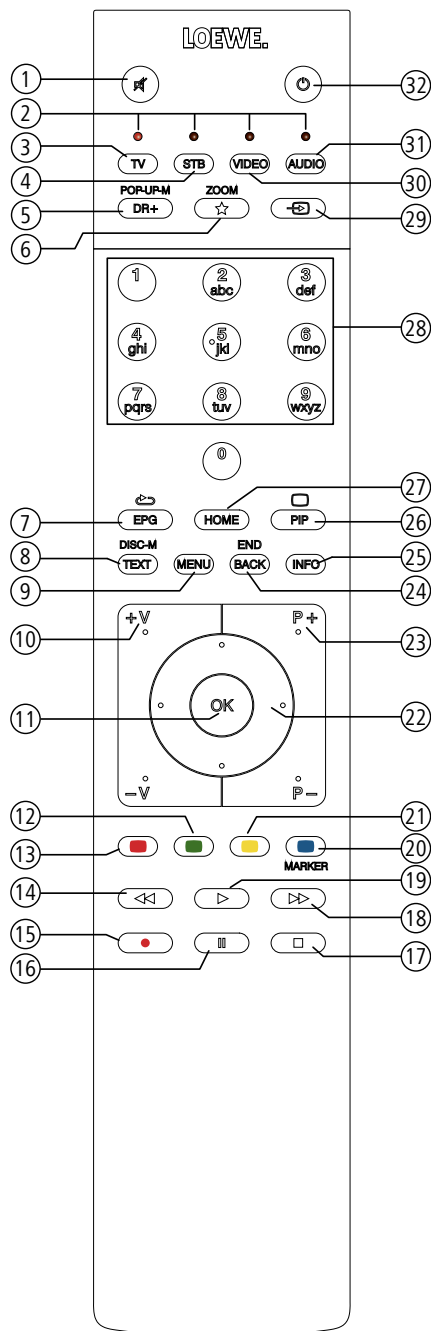 LOEWE.
1 32
2
3 TV STB VIDEO AUDIO 31
4 30
POP-UP-M ZOOM
5 DR+ 29
6
1 2 3
abc def
28
4 5 6
ghi jkl mno
7 8 9
pqrs tuv wxyz
0
27
7 EPG HOME PIP 26
DISC-M END
8 TEXT MENU BACK INFO 25
9 24
10 +V P+ 23
11 OK 22
−V P−
12 21
13 20
MARKER
14 19
18
15
16 17